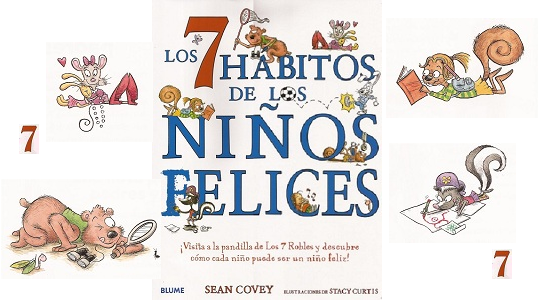 LOS 7 HÁBITOS
DE LOS
NIÑOS
FELICES
¡Visita a la pandilla de Los 7 Robles y descubre
cómo cada niño puede ser un niño feliz!
BLUME SEAN COVEY ILUSTRACIONES DE STACY CURTIS
7
7